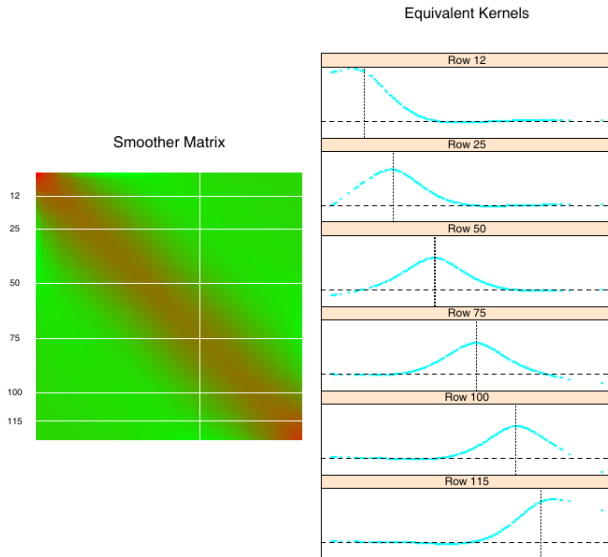 Equivalent Kernels
Smoother Matrix
12
25
50
75
100
115
Row 12
Row 25
Row 50
Row 75
Row 100
Row 115